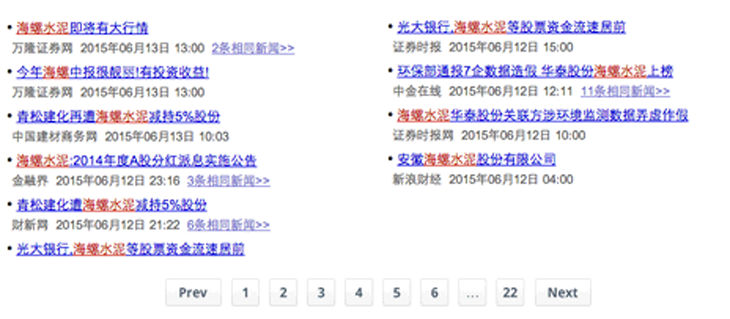 海螺水泥即将有大行情
万隆证券网 2015年06月13日 13:00 2条相同新闻>>
今年海螺中报很靓丽!有投资收益!
万隆证券网 2015年06月13日 13:00
青松建化再遭海螺水泥减持5%股份
中国建材商务网 2015年06月13日 10:03
海螺水泥:2014年度A股分红派息实施公告
金融界 2015年06月12日 23:16 3条相同新闻>>
青松建化遭海螺水泥减持5%股份
财新网 2015年06月12日 21:22 6条相同新闻>>
光大银行,海螺水泥等股票资金流速居前
光大银行,海螺水泥等股票资金流速居前
证券时报 2015年06月12日 15:00
环保部通报7企数据造假 华泰股份海螺水泥上榜
中金在线 2015年06月12日 12:11 11条相同新闻>>
海螺水泥华泰股份关联方涉环境监测数据弄虚作假
证券时报网 2015年06月12日 10:00
安徽海螺水泥股份有限公司
新浪财经 2015年06月12日 04:00
Prev 1 2 3 4 5 6 ... 22 Next